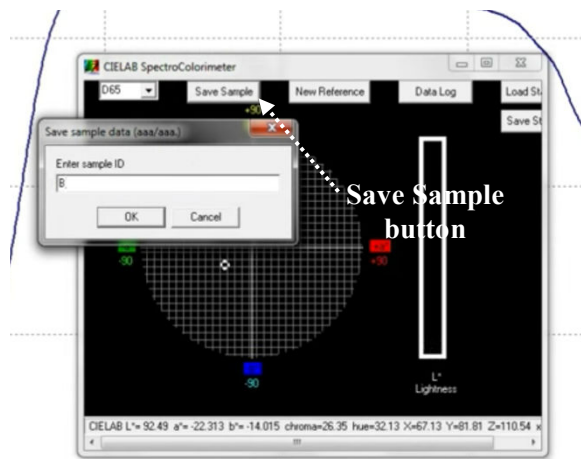 CIELAB SpectroColorimeter
D65
Save Sample
New Reference
Data Log
Load St
Save St
+90
Save sample data (aaa/aaa.)
Enter sample ID
B
OK
Cancel
Save Sample
button
-90
+90
-90
L*
Lightness
CIELAB L*= 92.49 a*= -22.313 b*= -14.015 chroma=26.35 hue=32.13 X=67.13 Y=81.81 Z=110.54 x